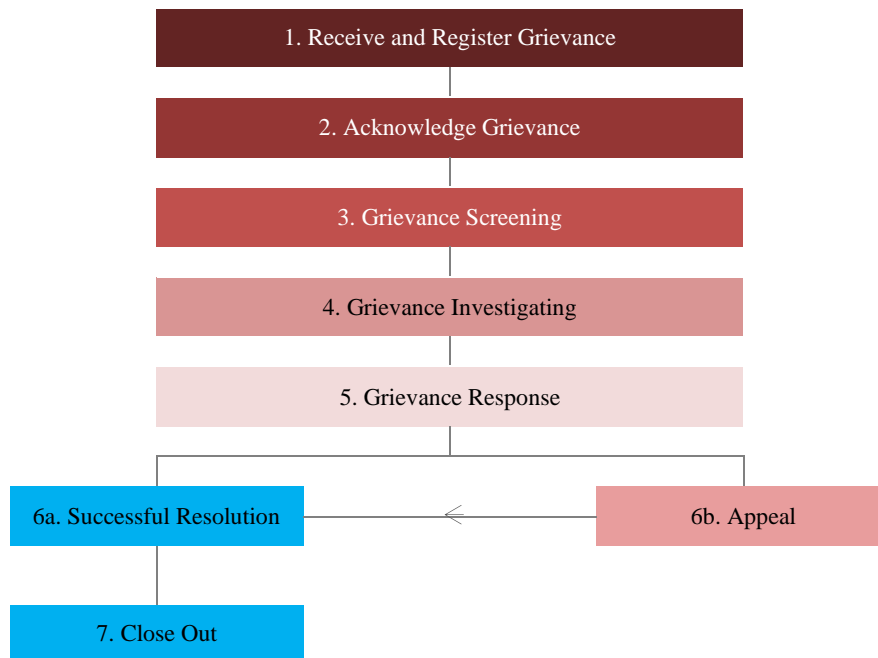 1. Receive and Register Grievance
2. Acknowledge Grievance
3. Grievance Screening
4. Grievance Investigating
5. Grievance Response
6a. Successful Resolution
6b. Appeal
7. Close Out